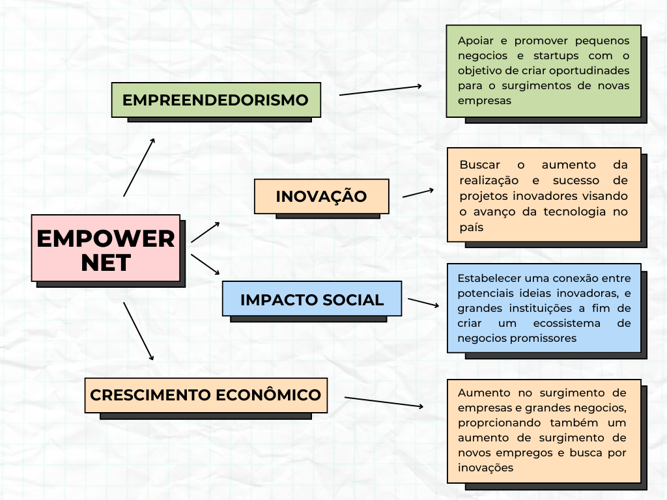 Apoiar e promover pequenos
negocios e startups com o
objetivo de criar oportudinades
para o surgimentos de novas
empresas
EMPREENDEDORISMO
Buscar o aumento da
realização e sucesso de
projetos inovadores visando
o avanço da tecnologia no
país
INOVAÇÃO
EMPOWER
NET
Estabelecer uma conexão entre
potenciais ideias inovadoras, e
grandes instituições a fim de
criar um ecossistema de
negocios promissores
IMPACTO SOCIAL
CRESCIMENTO ECONÔMICO
Aumento no surgimento de
empresas e grandes negocios,
proprcionando também um
aumento de surgimento de
novos empregos e busca por
inovações